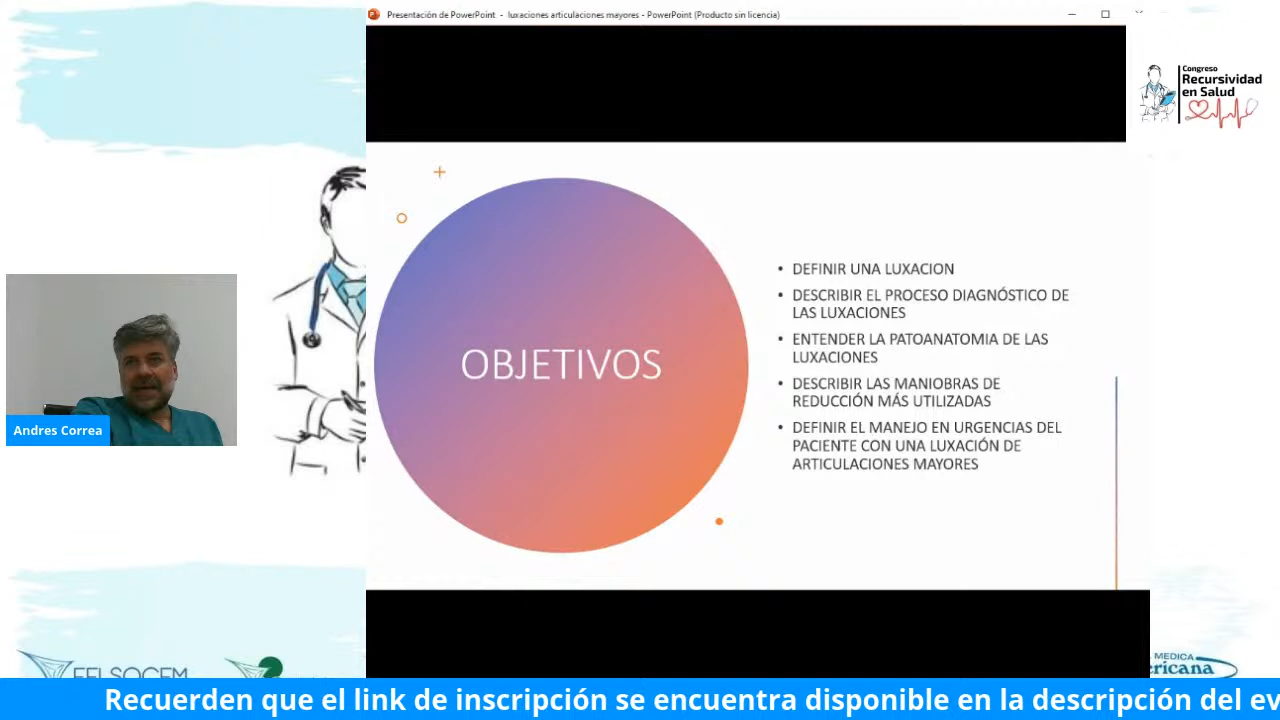 Presentación de PowerPoint - luxaciones articulaciones mayores - PowerPoint (Producto sin licencia)
Congreso
Recursividad
en Salud
OBJETIVOS
• DEFINIR UNA LUXACION
• DESCRIBIR EL PROCESO DIAGNÓSTICO DE
LAS LUXACIONES
• ENTENDER LA PATOANATOMIA DE LAS
LUXACIONES
• DESCRIBIR LAS MANIOBRAS DE
REDUCCIÓN MÁS UTILIZADAS
• DEFINIR EL MANEJO EN URGENCIAS DEL
PACIENTE CON UNA LUXACIÓN DE
ARTICULACIONES MAYORES
Andres Correa
MEDICA
ericana
Recuerden que el link de inscripción se encuentra disponible en la descripción del ev